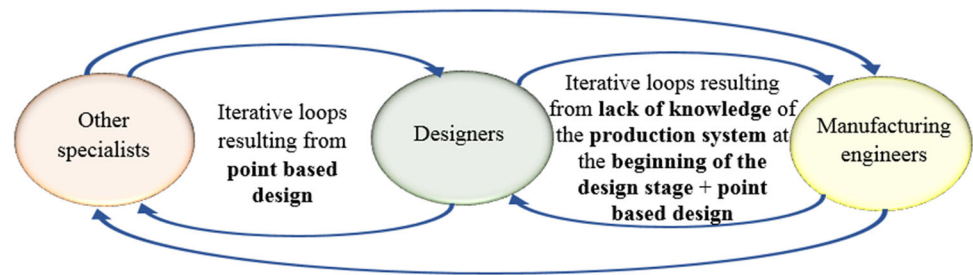 Other
specialists
Iterative loops
resulting from
point based
design
Designers
Iterative loops resulting
from lack of knowledge of
the production system at
the beginning of the
design stage + point
based design
Manufacturing
engineers